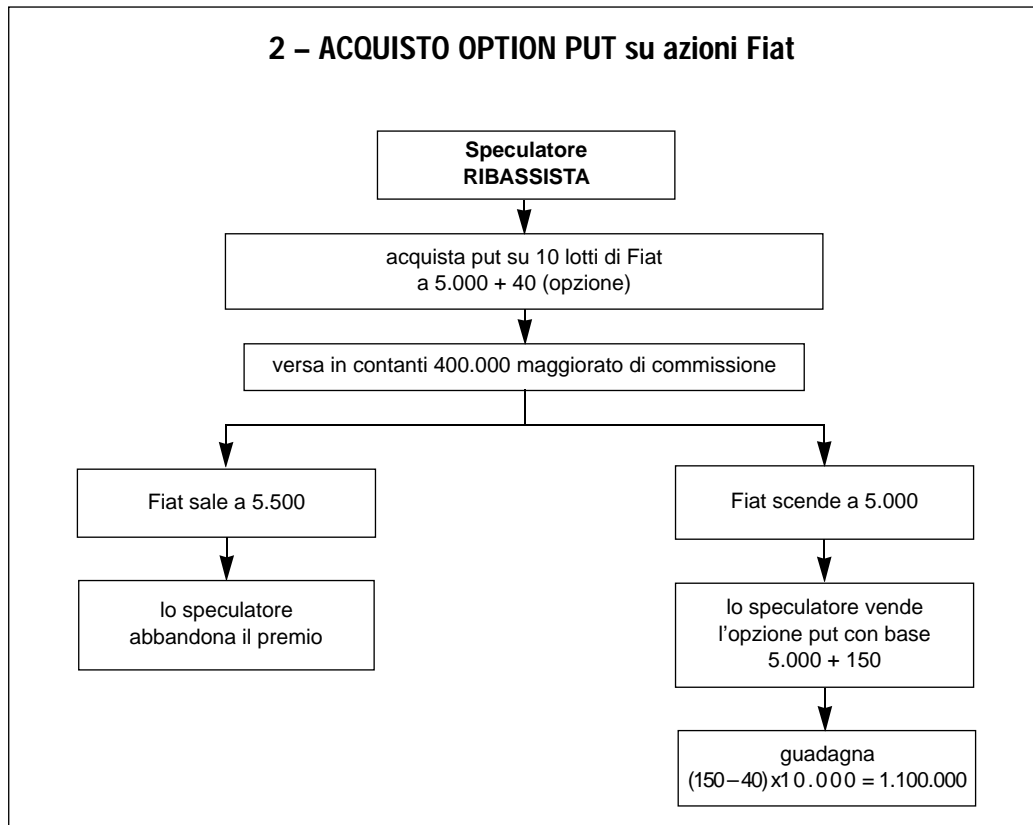 2 – ACQUISTO OPTION PUT su azioni Fiat
Speculatore
RIBASSISTA
acquista put su 10 lotti di Fiat
a 5.000 + 40 (opzione)
versa in contanti 400.000 maggiorato di commissione
Fiat sale a 5.500
lo speculatore
abbandona il premio
Fiat scende a 5.000
lo speculatore vende
l’opzione put con base
5.000 + 150
guadagna
(150–40) x10.000 = 1.100.000